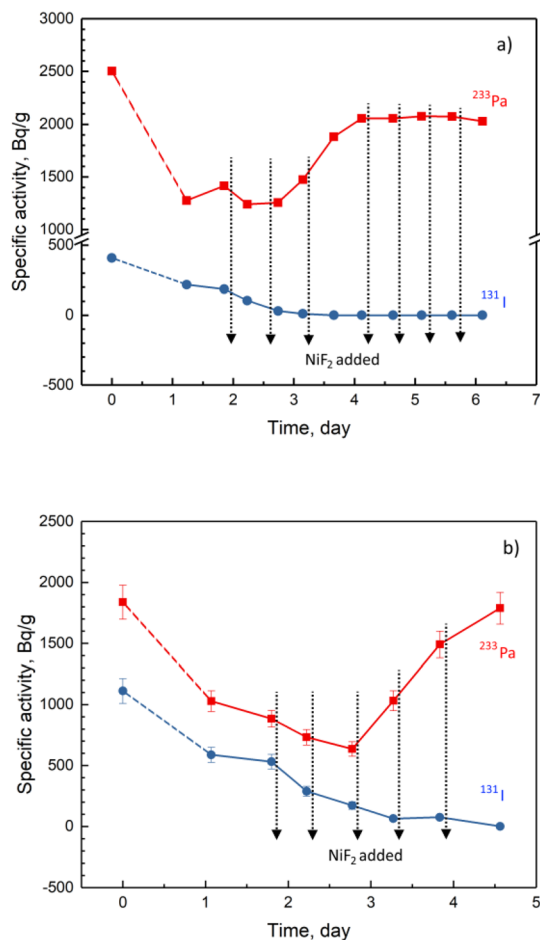 a)
3000
2500
2000
1500
1000
500
0
-500
Specific activity, Bq/g
²³³Pa
¹³¹I
NiF₂ added
0 1 2 3 4 5 6 7
Time, day
b)
2500
2000
1500
1000
500
0
-500
Specific activity, Bq/g
²³³Pa
¹³¹I
NiF₂ added
0 1 2 3 4 5
Time, day